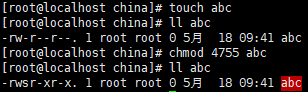 [root@localhost china]# touch abc
[root@localhost china]# ll abc
-rw-r--r--. 1 root root 0 5月  18 09:41 abc
[root@localhost china]# chmod 4755 abc
[root@localhost china]# ll abc
-rwsr-xr-x. 1 root root 0 5月  18 09:41 abc